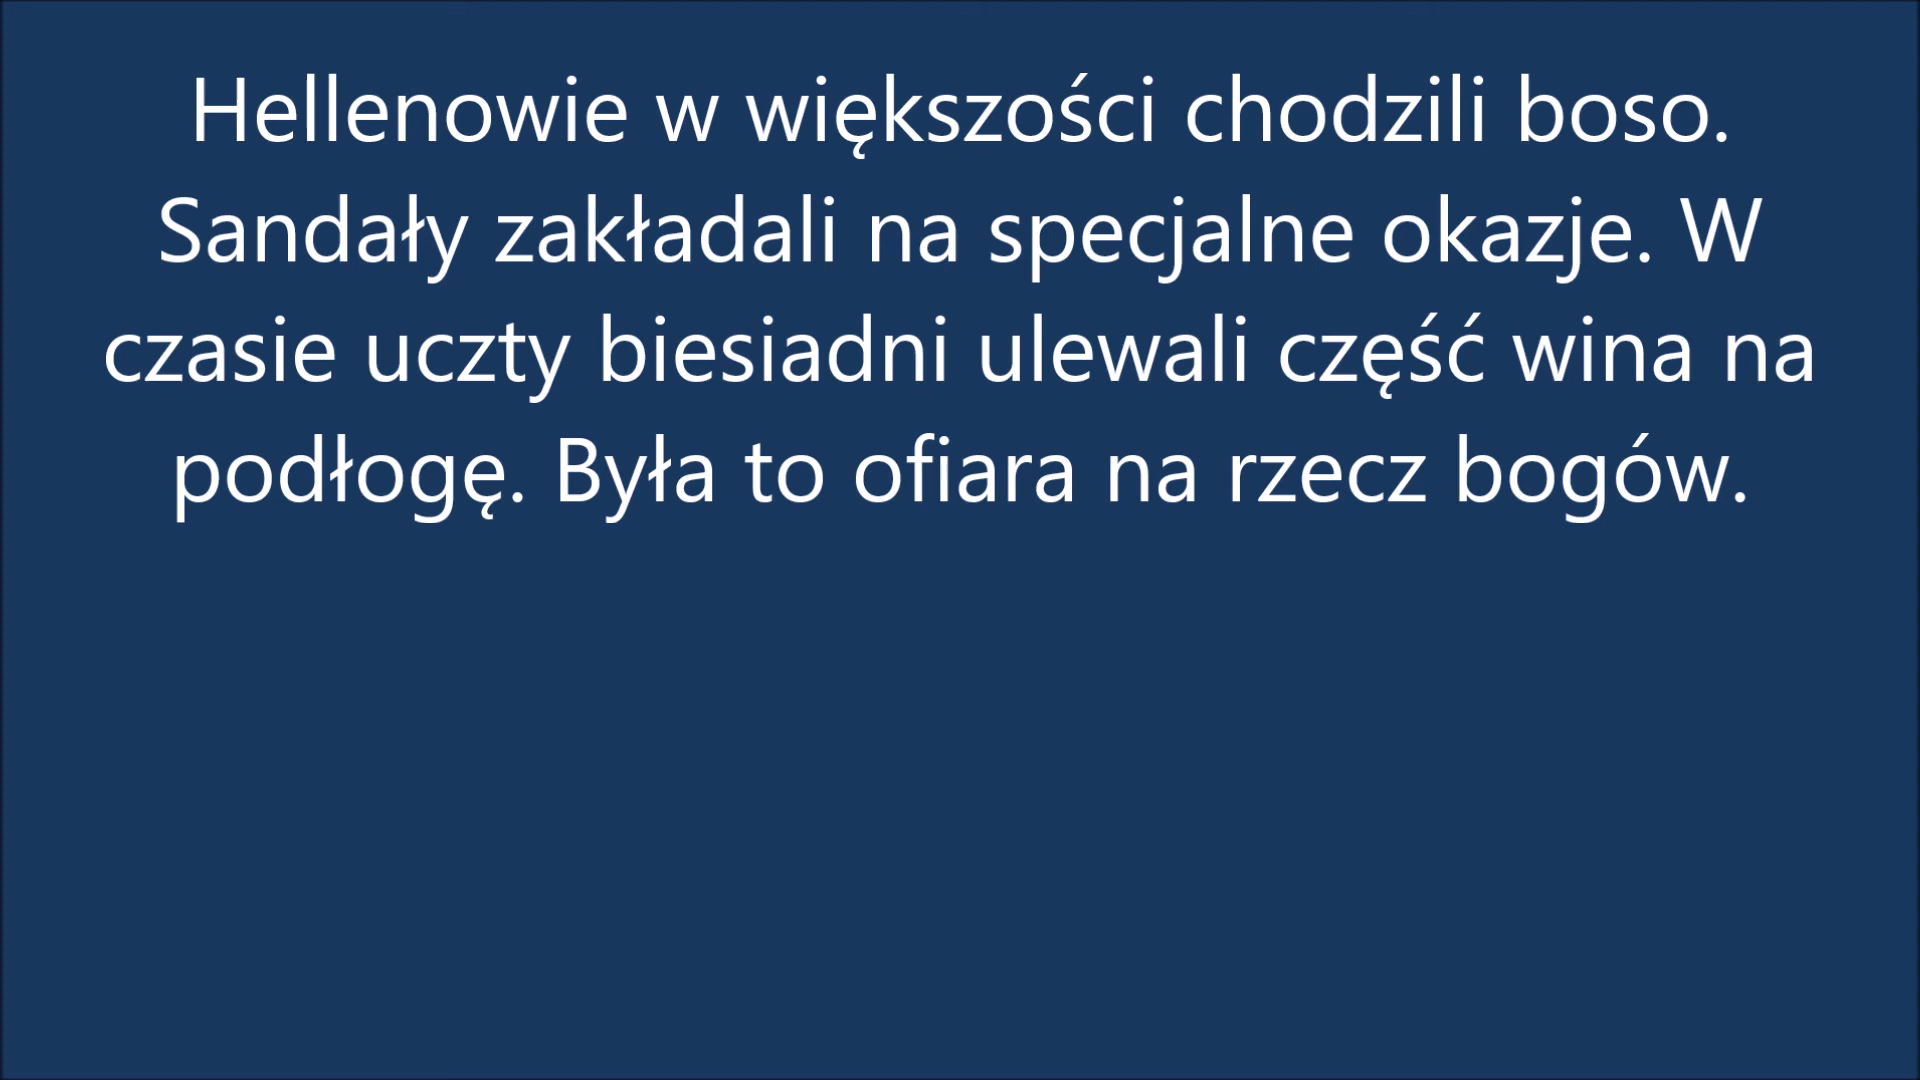 Hellenowie w większości chodzili boso.
Sandały zakładali na specjalne okazje. W
czasie uczty biesiadni ulewali część wina na
podłogę. Była to ofiara na rzecz bogów.